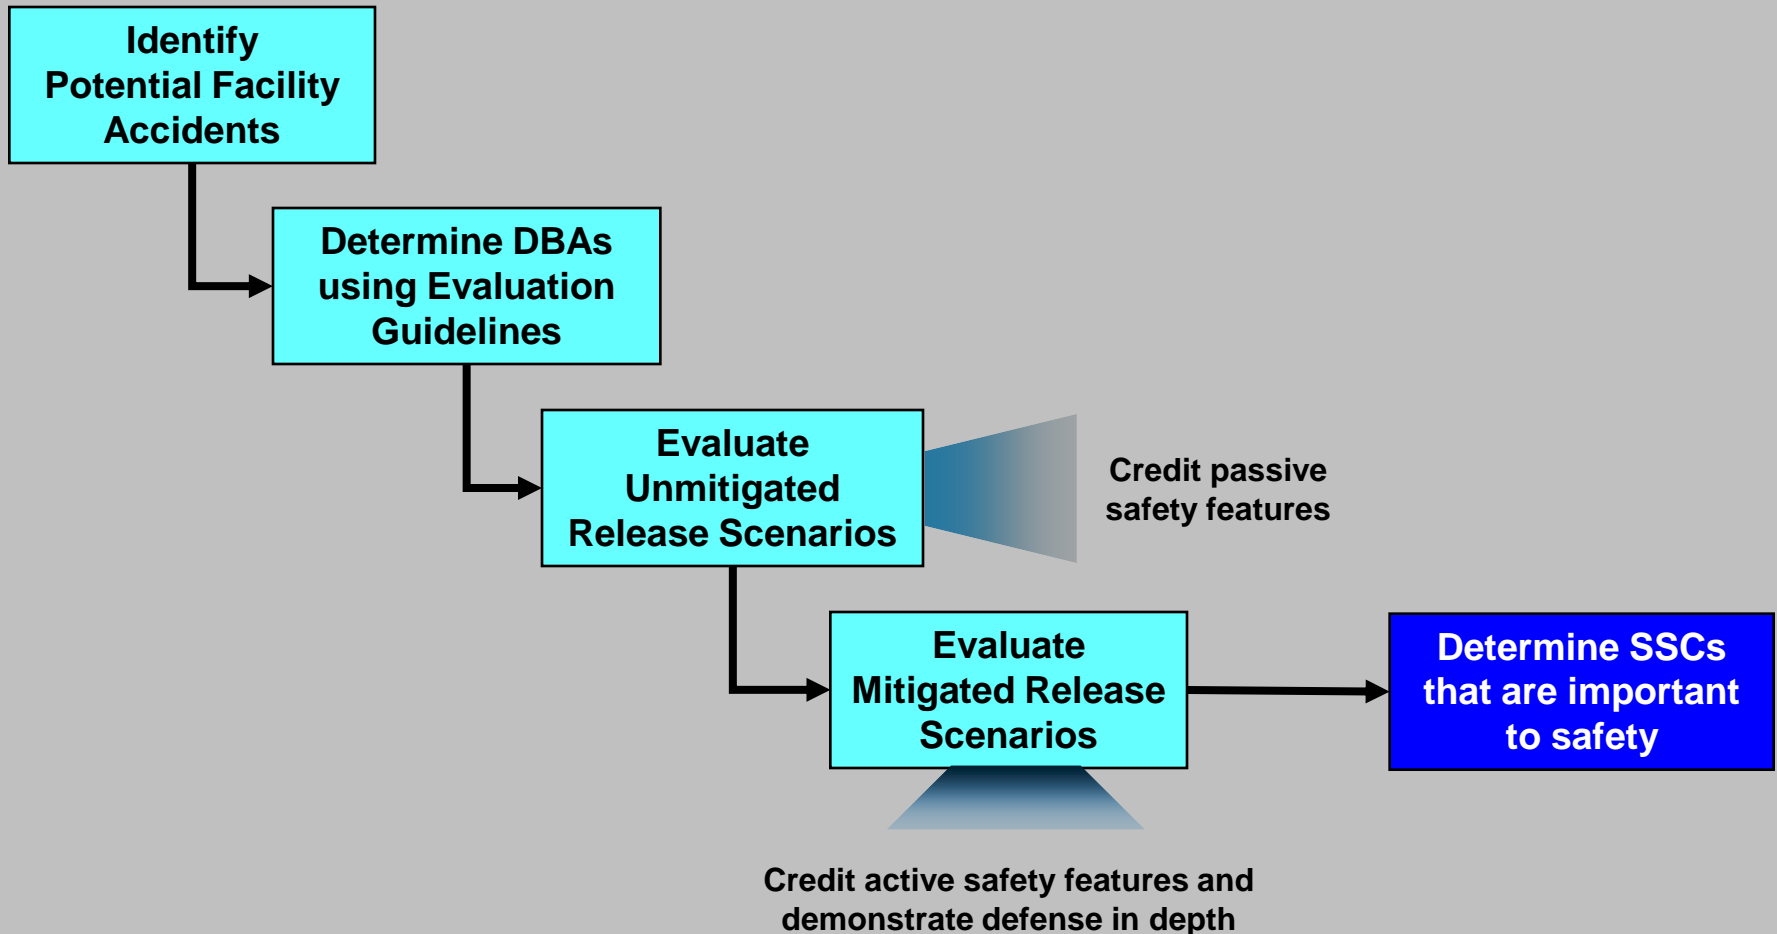 Identify
Potential Facility
Accidents
Determine DBAs
using Evaluation
Guidelines
Evaluate
Unmitigated
Release Scenarios
Credit passive
safety features
Evaluate
Mitigated Release
Scenarios
Determine SSCs
that are important
to safety
Credit active safety features and
demonstrate defense in depth